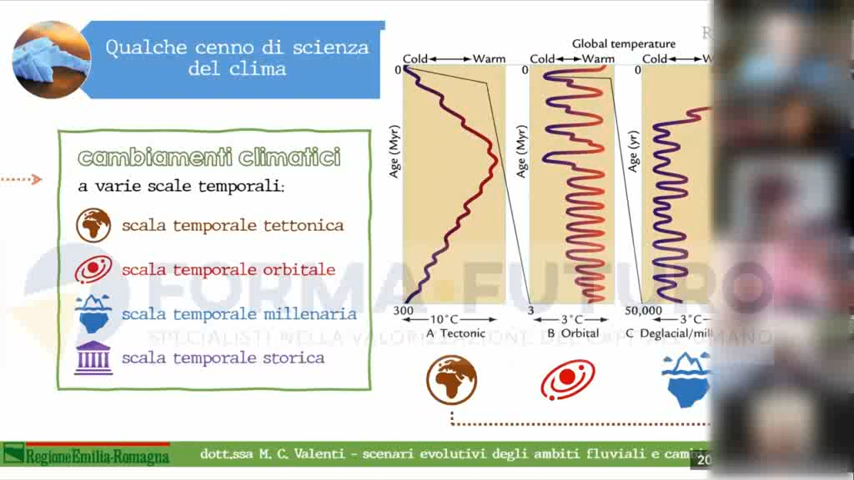 Qualche cenno di scienza
del clima
cambiamenti climatici
a varie scale temporali:
scala temporale tettonica
scala temporale orbitale
scala temporale millenaria
scala temporale storica
Global temperature
Cold Warm
0
Age (Myr)
300
10°C
A Tectonic
Cold Warm
0
Age (Myr)
3
3°C
B Orbital
Cold W
0
Age (yr)
50,000
3°C
C Deglacial/mill
FORMA FUTURO
SPECIALISTI NELLA VALORIZZAZIONE DEL CAPITALE UMANO
RegioneEmilia-Romagna
dott.ssa M. C. Valenti - scenari evolutivi degli ambiti fluviali e cambi
20